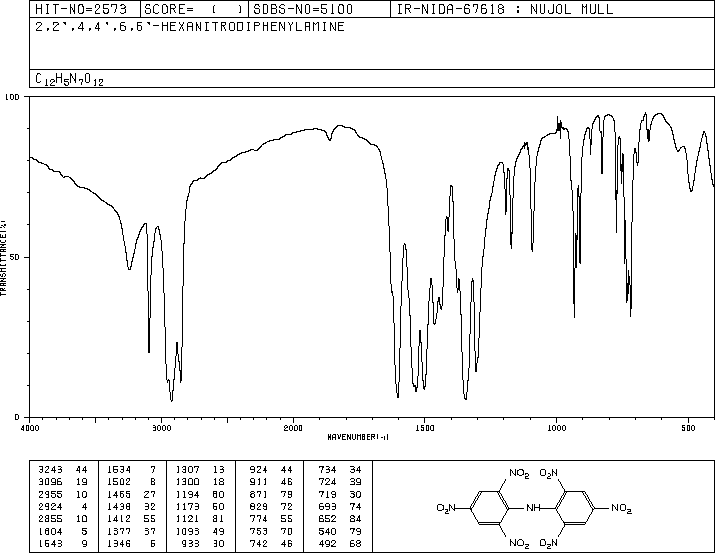 HIT-NO=2573 SCORE= ( ) SDBS-NO=5100 IR-NIDA-67618 : NUJOL MULL
2,2',4,4',6,6'-HEXANITRODIPHENYLAMINE
C12H5N7O12
100
50
0
TRANSMITTANCE(%)
4000 3000 2000 1500 1000 500
WAVENUMBER(-1)
3243 44 1534 7 1307 13 924 44 734 34
3096 19 1502 8 1300 18 911 46 724 39
2955 10 1465 27 1194 60 871 79 719 30
2924 4 1438 32 1173 60 829 72 693 74
2855 10 1412 55 1121 81 774 55 652 84
1604 5 1377 37 1093 49 753 70 540 79
1543 9 1346 5 933 30 742 46 492 68
NO2 O2N
O2N NH NO2
NO2 O2N